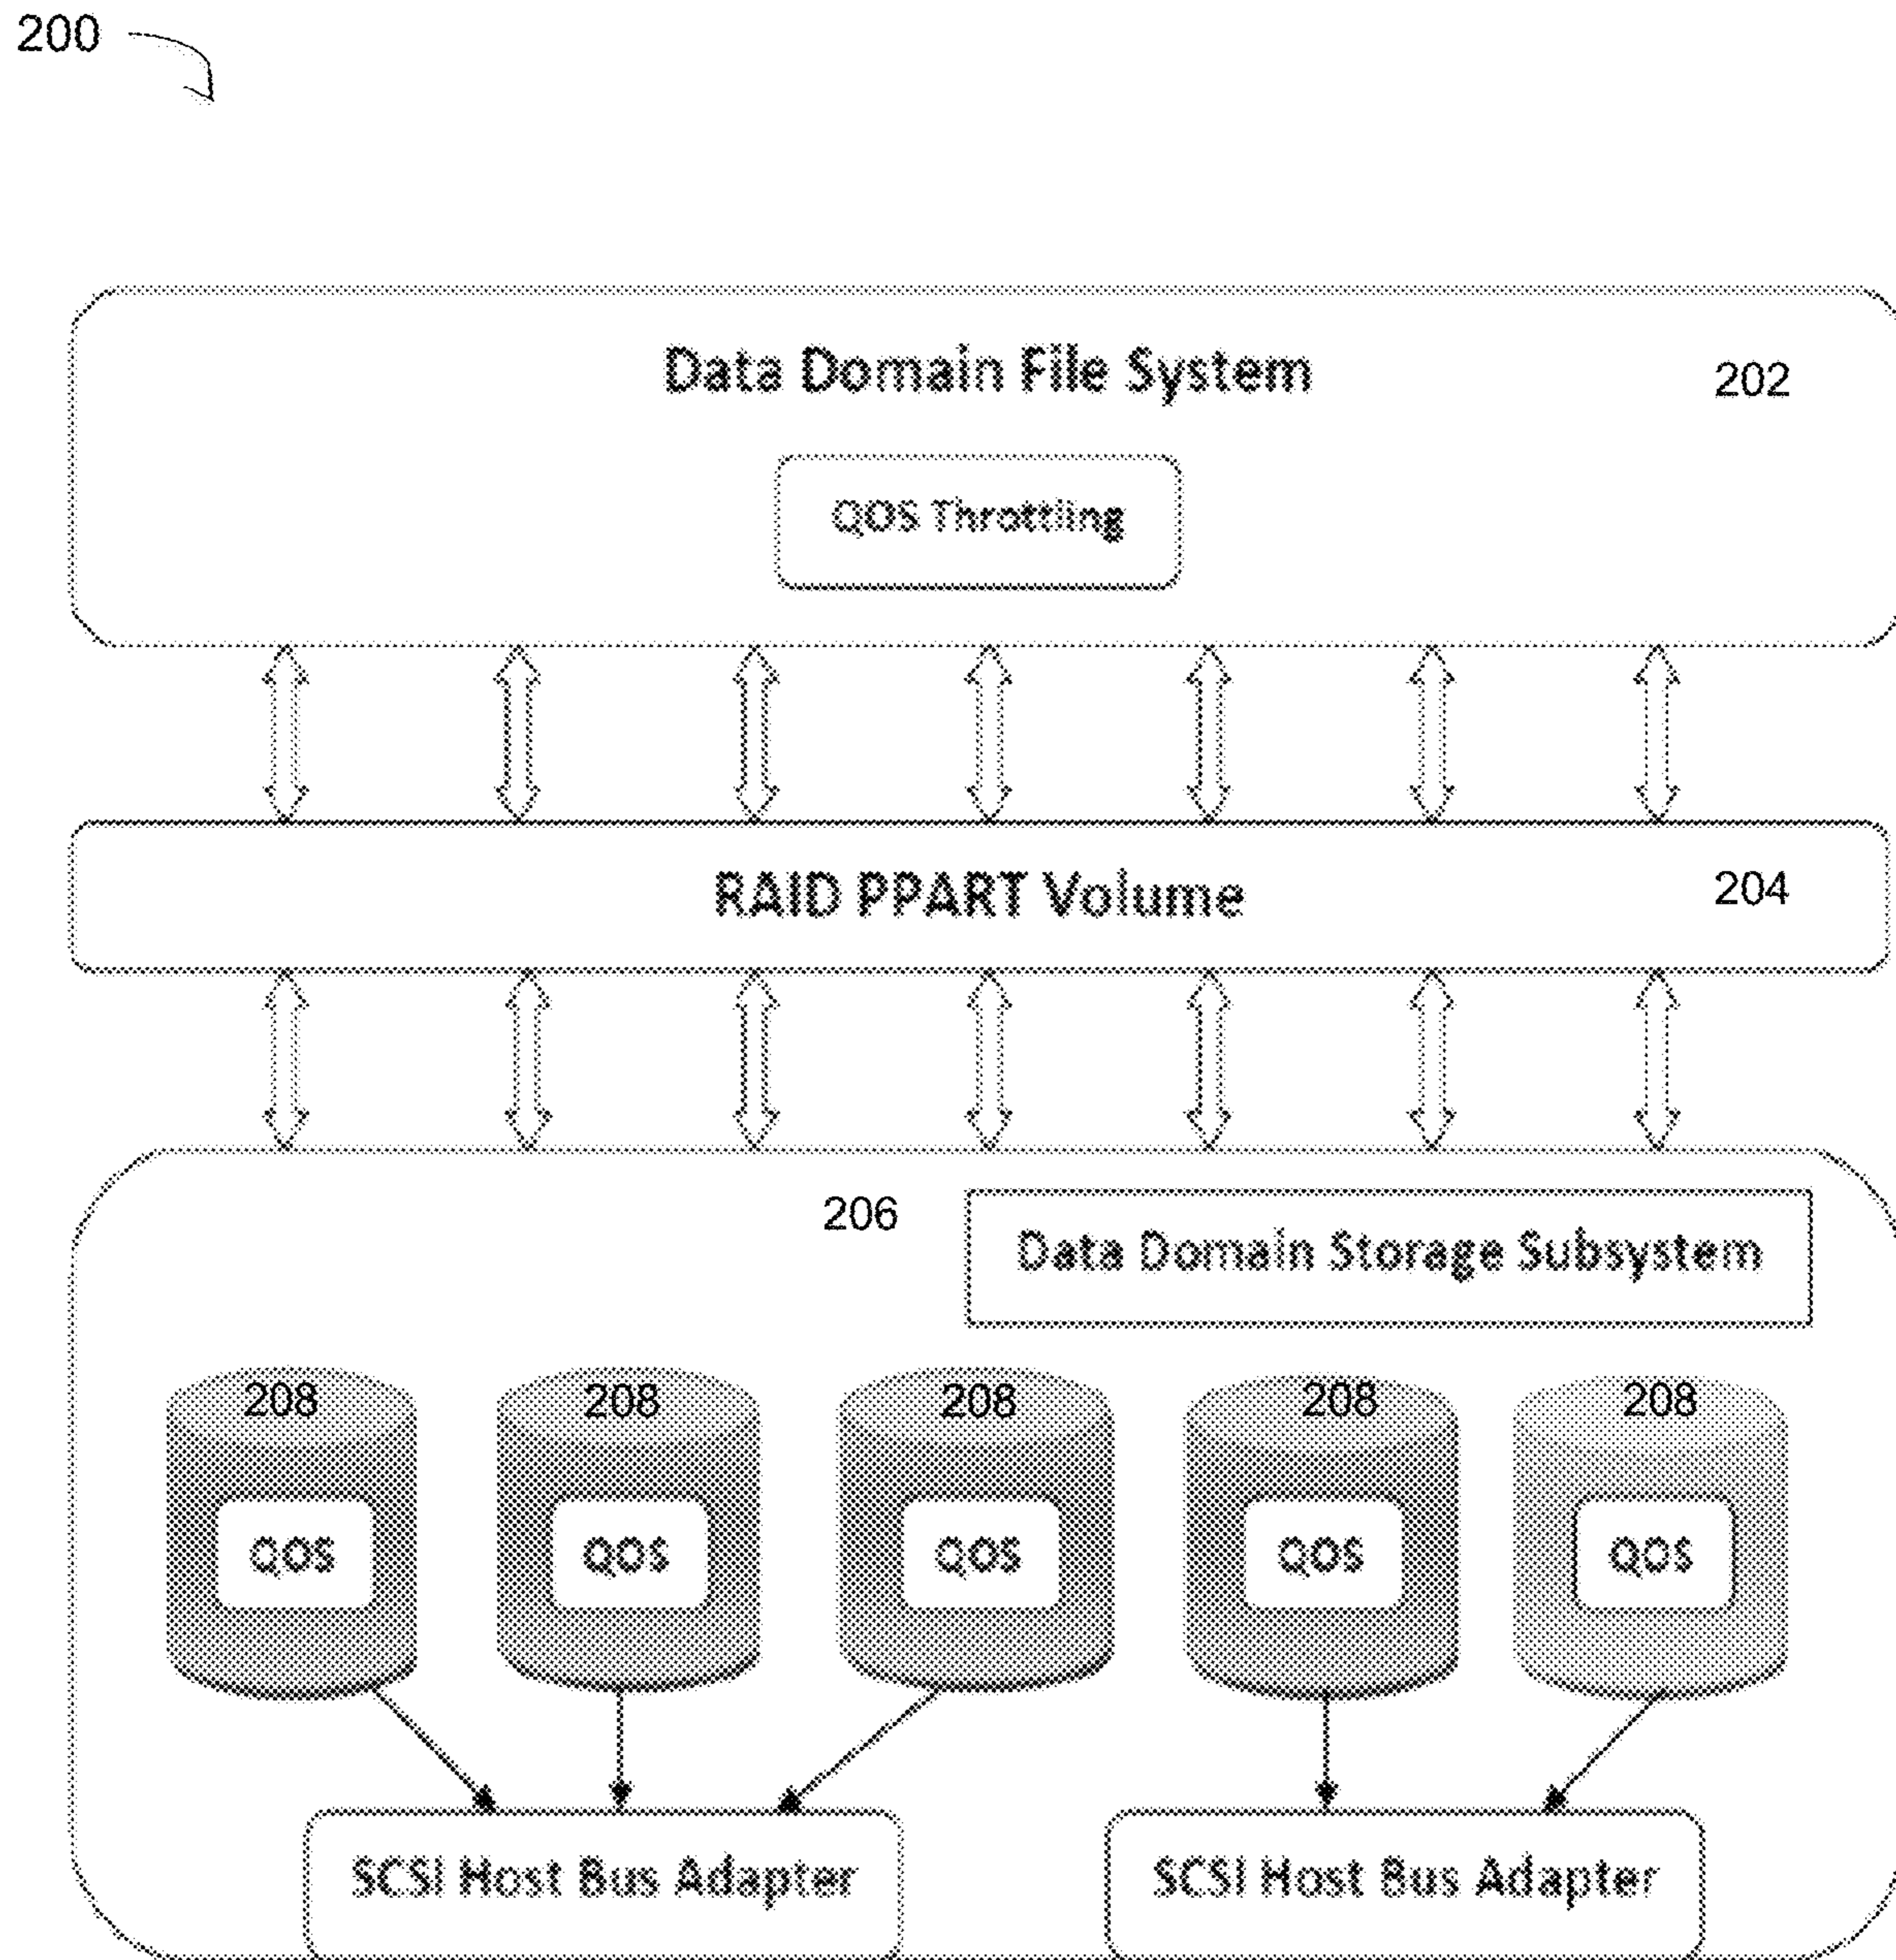 200
Data Domain File System
202
QOS Throttling
RAID PPART Volume
204
206
Data Domain Storage Subsystem
208 208 208 208 208
QOS QOS QOS QOS QOS
SCSI Host Bus Adapter SCSI Host Bus Adapter